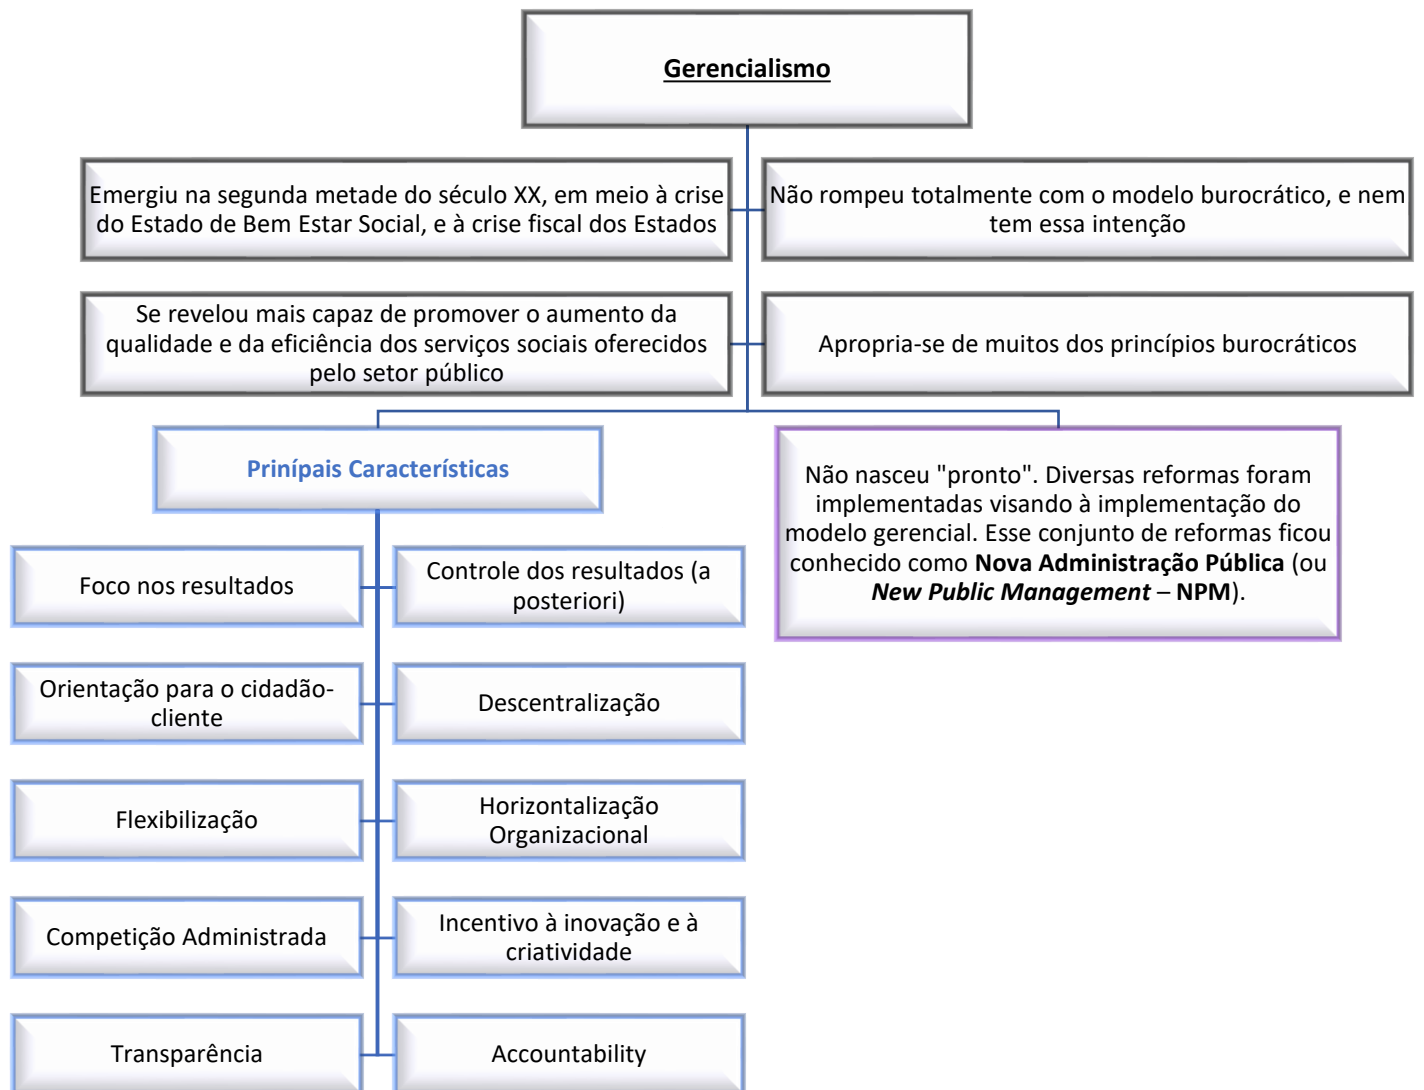 Gerencialismo
Emergiu na segunda metade do século XX, em meio à crise
do Estado de Bem Estar Social, e à crise fiscal dos Estados
Não rompeu totalmente com o modelo burocrático, e nem
tem essa intenção
Se revelou mais capaz de promover o aumento da
qualidade e da eficiência dos serviços sociais oferecidos
pelo setor público
Apropria-se de muitos dos princípios burocráticos
Prinípais Características
Foco nos resultados
Controle dos resultados (a
posteriori)
Orientação para o cidadão-
cliente
Descentralização
Flexibilização
Horizontalização
Organizacional
Competição Administrada
Incentivo à inovação e à
criatividade
Transparência
Accountability
Não nasceu "pronto". Diversas reformas foram
implementadas visando à implementação do
modelo gerencial. Esse conjunto de reformas ficou
conhecido como Nova Administração Pública (ou
New Public Management – NPM).